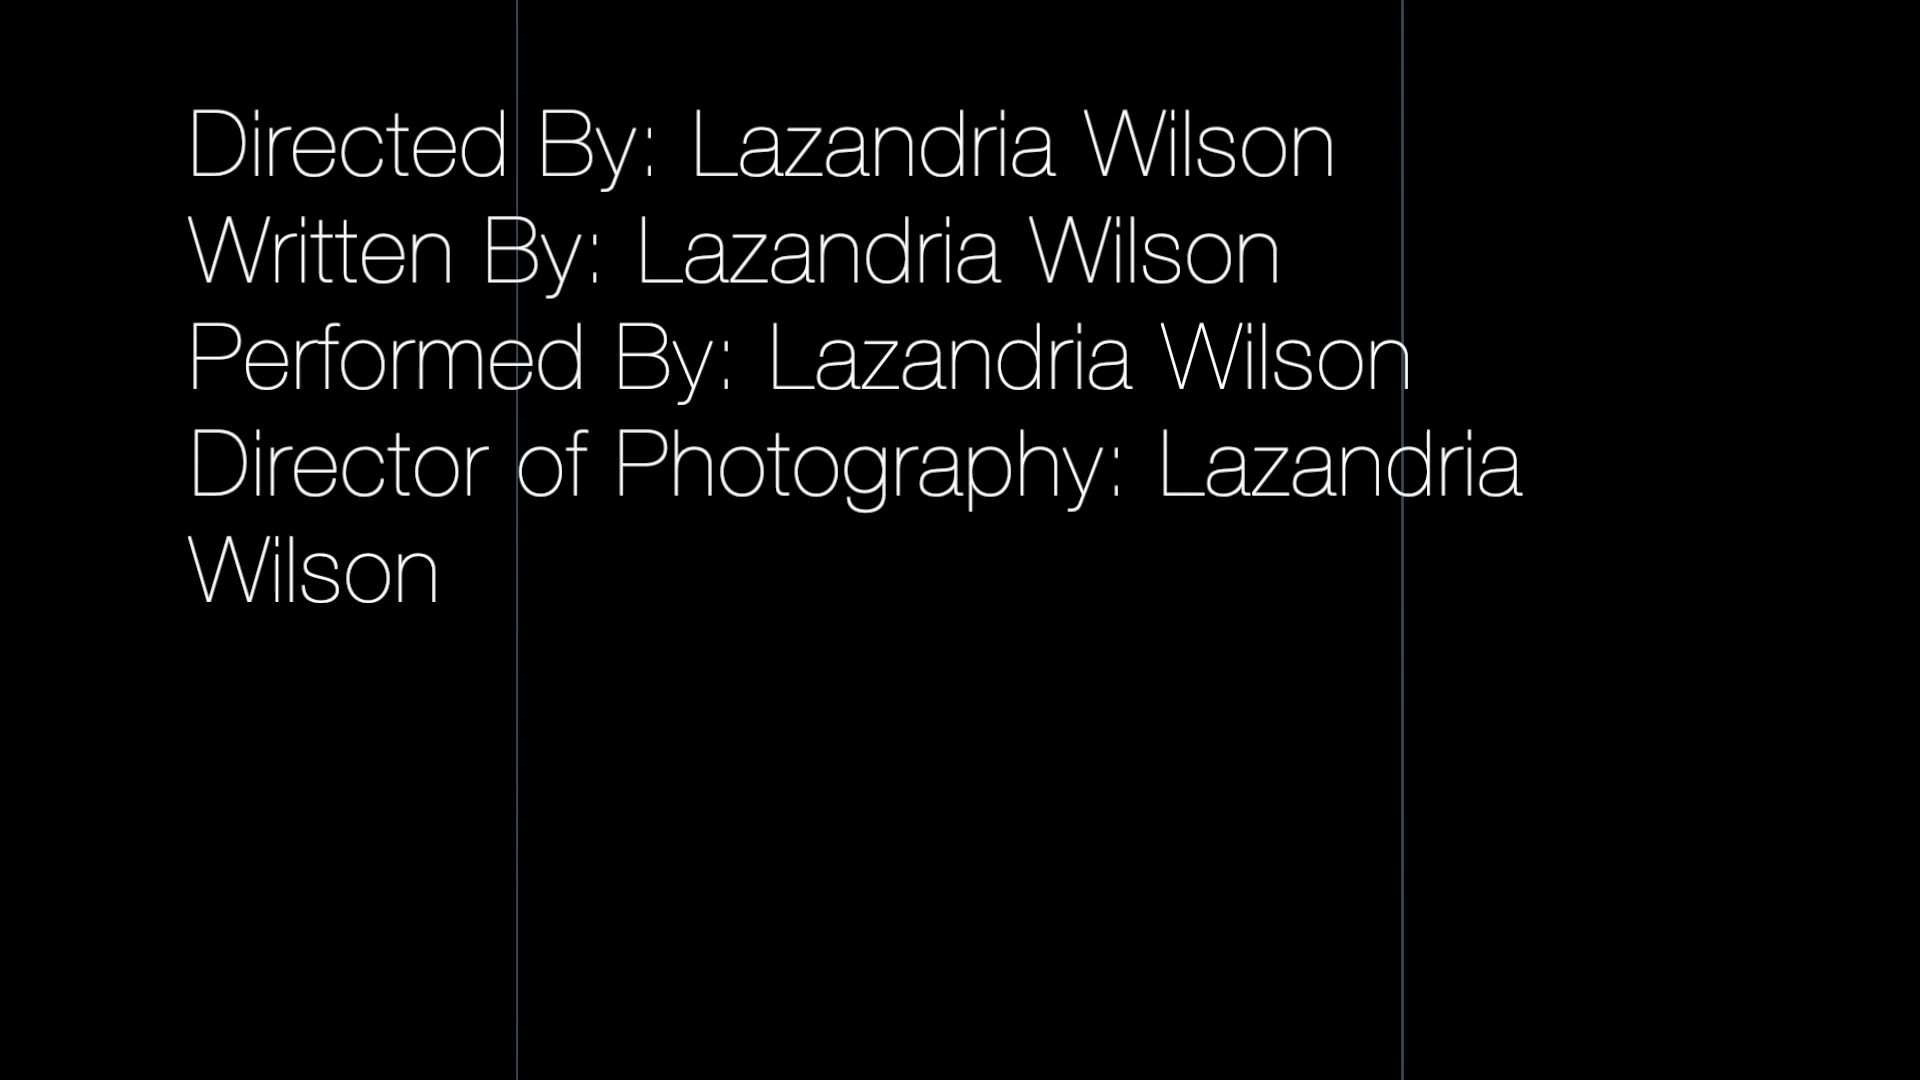 Directed By: Lazandria Wilson
Written By: Lazandria Wilson
Performed By: Lazandria Wilson
Director of Photography: Lazandria
Wilson